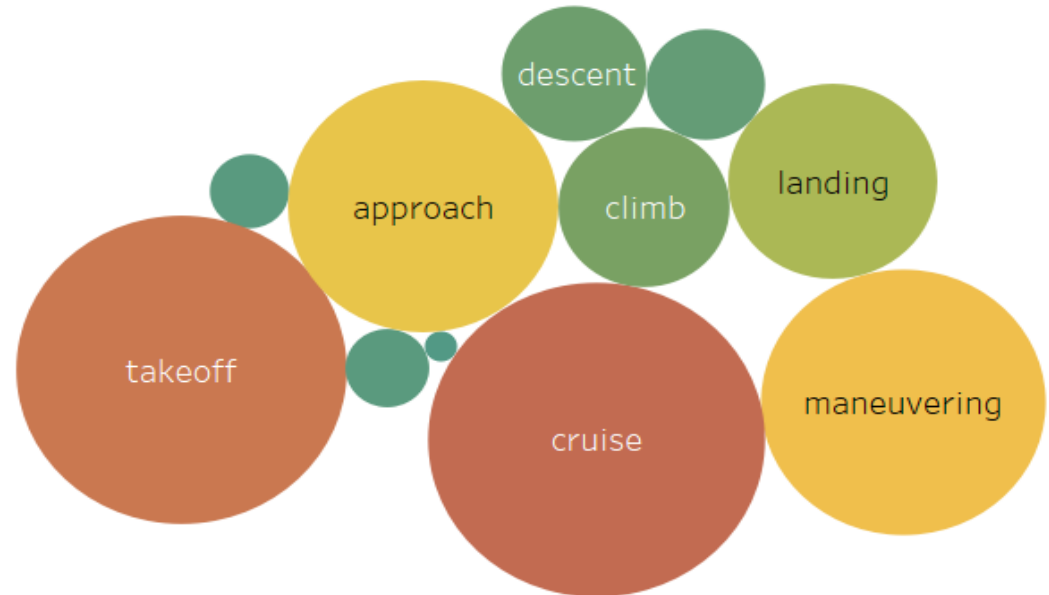 descent
landing
approach
climb
takeoff
maneuvering
cruise